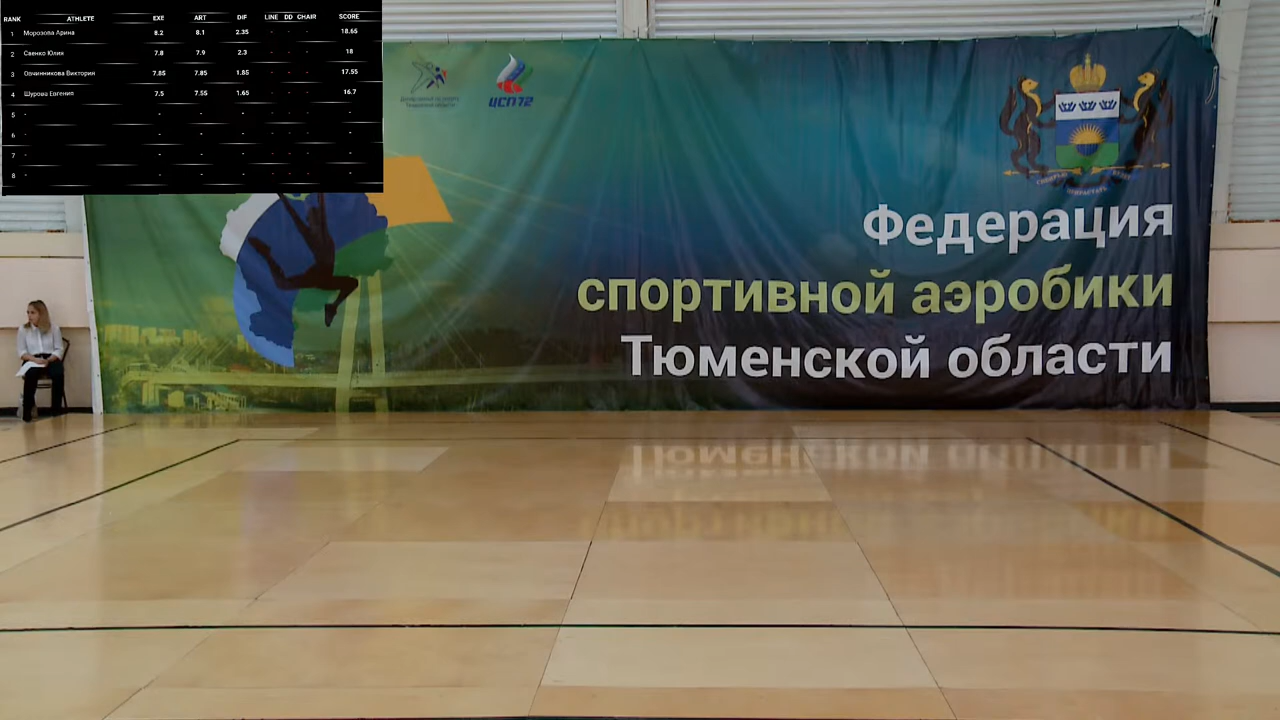 RANK ATHLETE EXE ART DIF LINE DD CHAIR SCORE
1 Морозова Арина 8.2 8.1 2.35 - - - 18.65
2 Саенко Юлия 7.8 7.9 2.3 - - - 18
3 Овчинникова Виктория 7.85 7.85 1.85 - - - 17.55
4 Шурова Евгения 7.5 7.55 1.65 - - - 16.7
5 - - - - - - - -
6 - - - - - - - -
7 - - - - - - - -
8 - - - - - - - -
ЦСП 72
Федерация
спортивной аэробики
Тюменской области